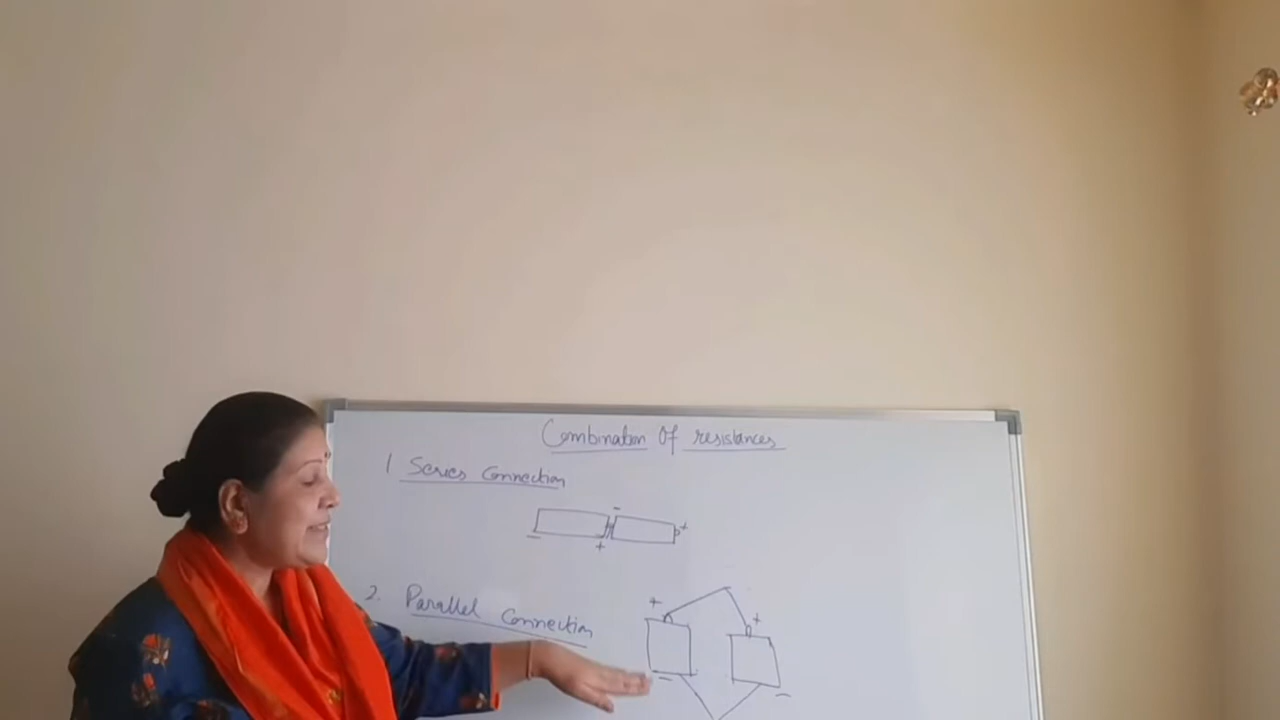 Combination Of resistances
1 Series Connection
- +
- +
2. Parallel Connection
+ +
- -